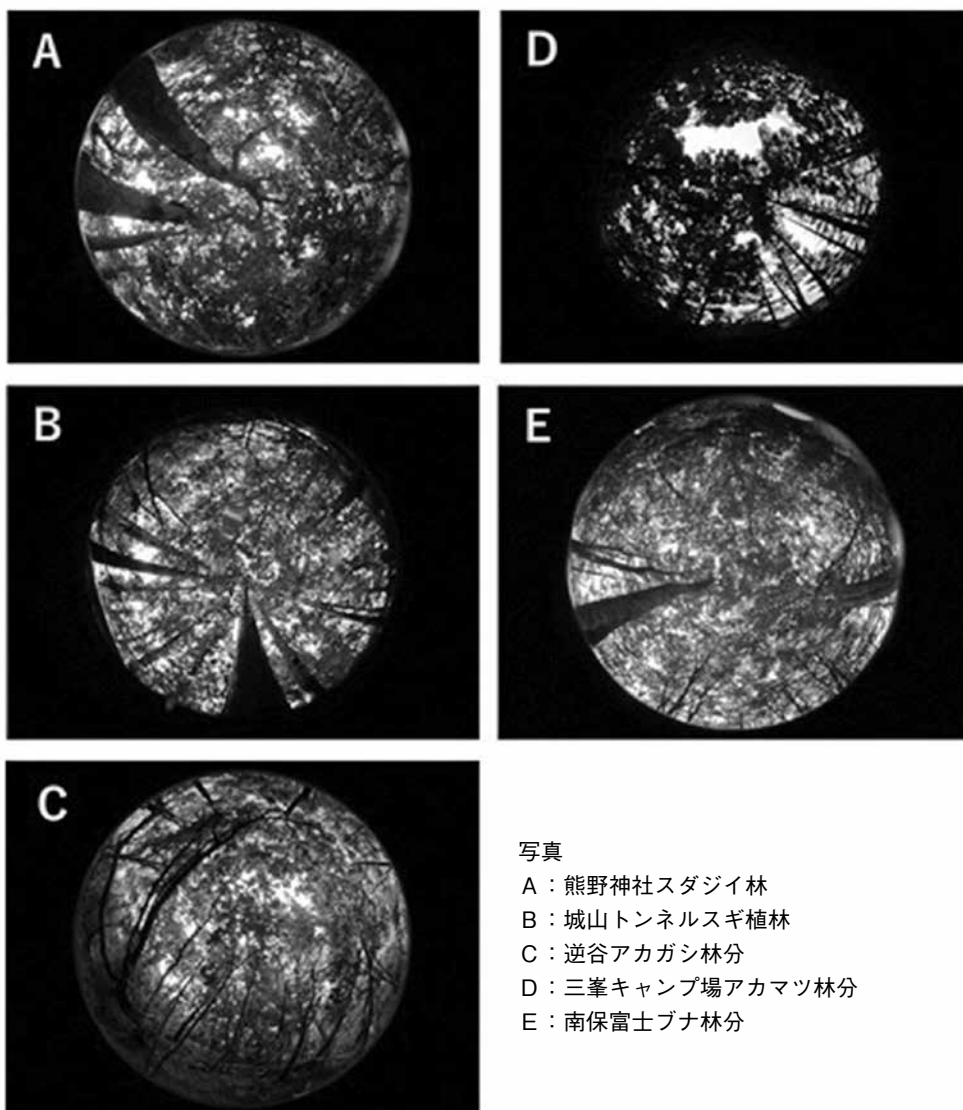 A
D
B
E
C
写真
A：熊野神社スダジイ林
B：城山トンネルスギ植林
C：逆谷アカガシ林分
D：三峯キャンプ場アカマツ林分
E：南保富士ブナ林分